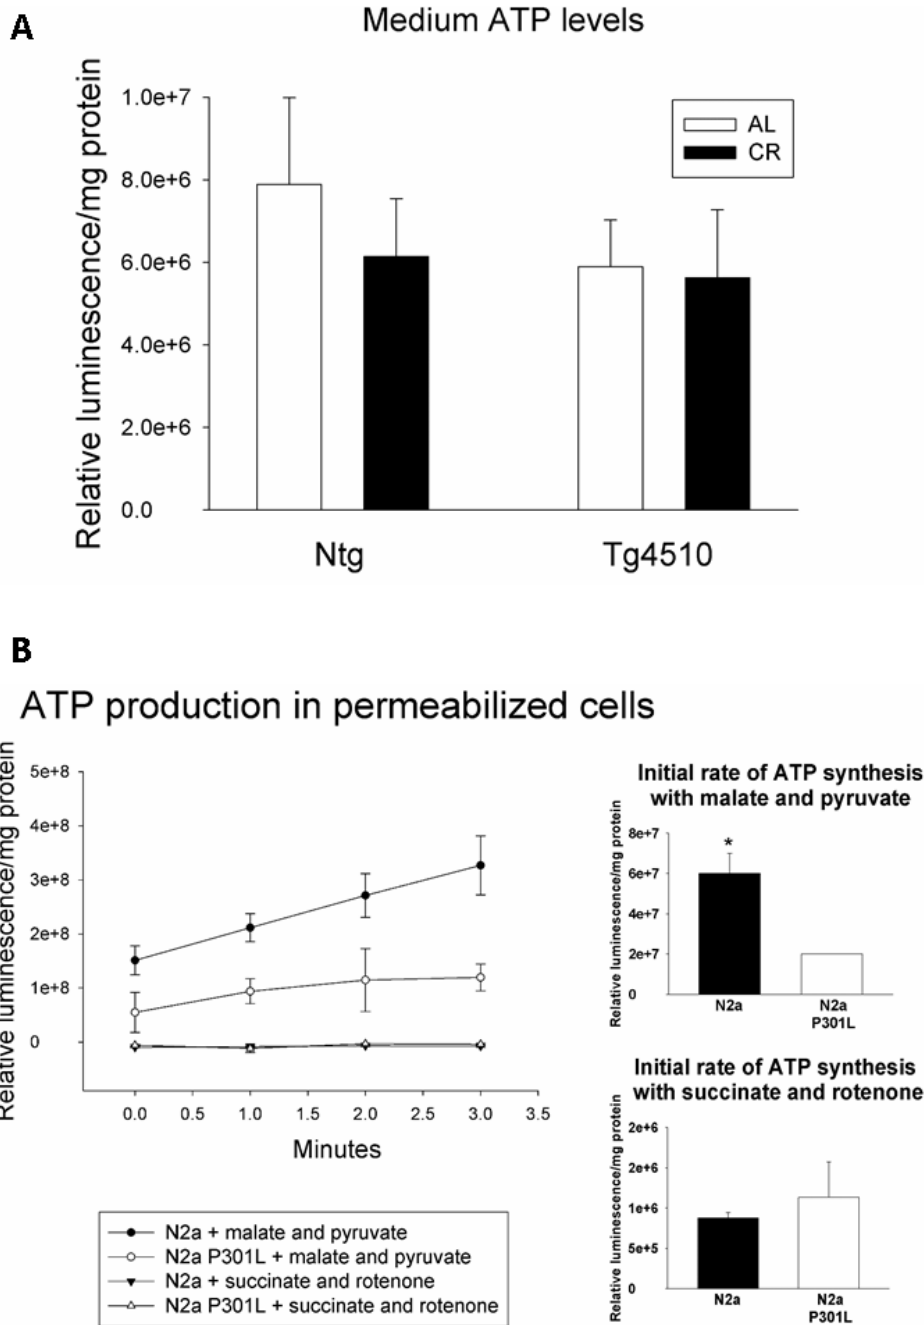 A
Medium ATP levels
Relative luminescence/mg protein
1.0e+7
8.0e+6
6.0e+6
4.0e+6
2.0e+6
0.0
AL
CR
Ntg
Tg4510
B
ATP production in permeabilized cells
Relative luminescence/mg protein
5e+8
4e+8
3e+8
2e+8
1e+8
0
0.0 0.5 1.0 1.5 2.0 2.5 3.0 3.5
Minutes
N2a + malate and pyruvate
N2a P301L + malate and pyruvate
N2a + succinate and rotenone
N2a P301L + succinate and rotenone
Initial rate of ATP synthesis
with malate and pyruvate
Relative luminescence/mg protein
8e+7
6e+7
4e+7
2e+7
0
*
N2a
N2a
P301L
Initial rate of ATP synthesis
with succinate and rotenone
Relative luminescence/mg protein
2e+6
2e+6
1e+6
5e+5
0
N2a
N2a
P301L